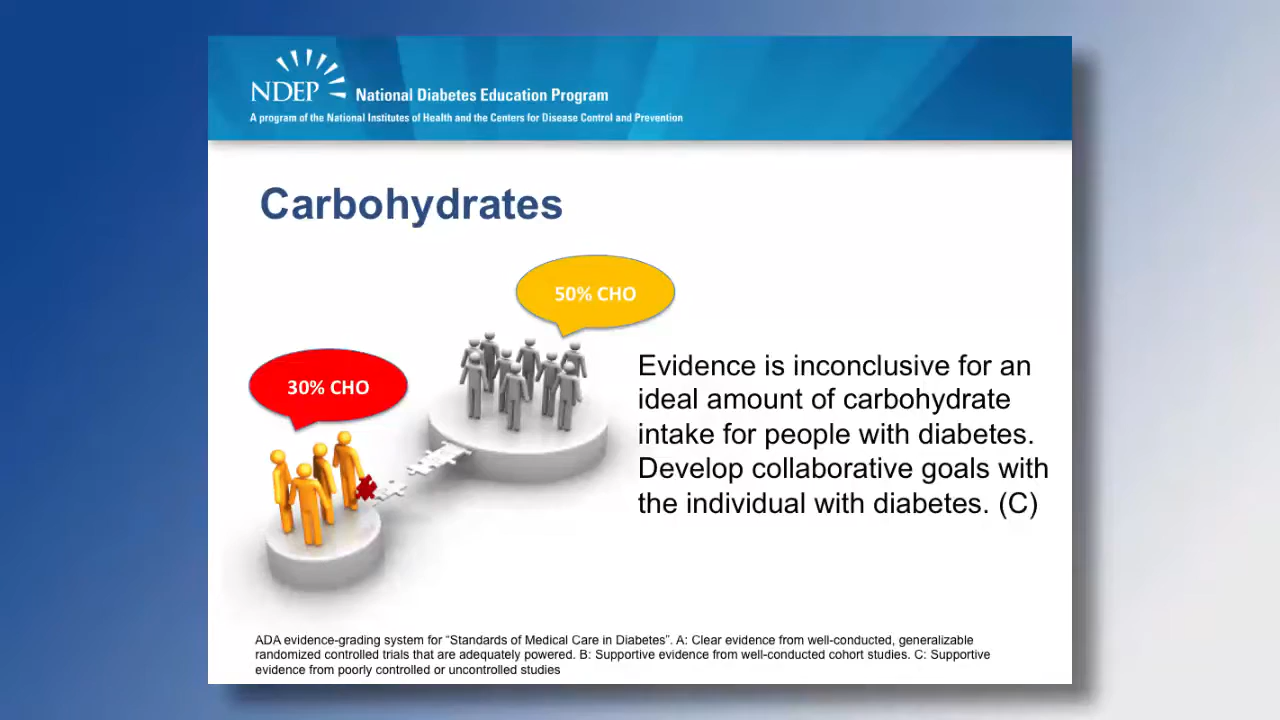 NDEP
National Diabetes Education Program
A program of the National Institutes of Health and the Centers for Disease Control and Prevention
Carbohydrates
50% CHO
30% CHO
Evidence is inconclusive for an
ideal amount of carbohydrate
intake for people with diabetes.
Develop collaborative goals with
the individual with diabetes. (C)
ADA evidence-grading system for “Standards of Medical Care in Diabetes”. A: Clear evidence from well-conducted, generalizable
randomized controlled trials that are adequately powered. B: Supportive evidence from well-conducted cohort studies. C: Supportive
evidence from poorly controlled or uncontrolled studies